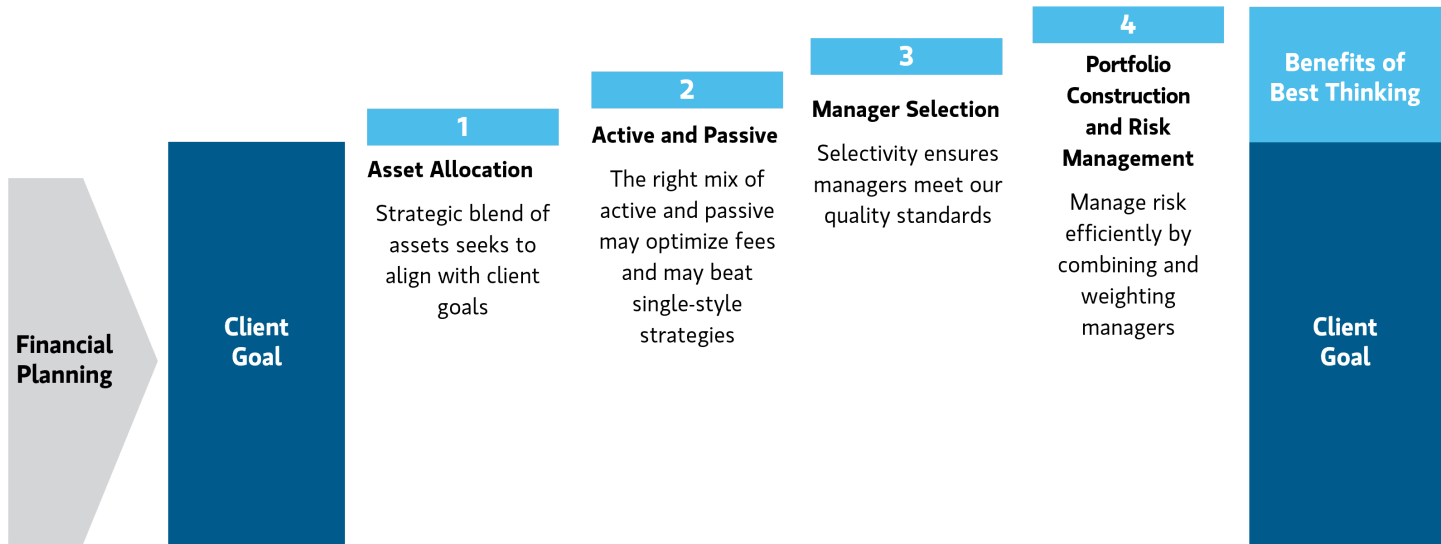 Financial
Planning
Client
Goal
1
Asset Allocation
Strategic blend of
assets seeks to
align with client
goals
2
Active and Passive
The right mix of
active and passive
may optimize fees
and may beat
single-style
strategies
3
Manager Selection
Selectivity ensures
managers meet our
quality standards
4
Portfolio
Construction
and Risk
Management
Manage risk
efficiently by
combining and
weighting
managers
Benefits of
Best Thinking
Client
Goal